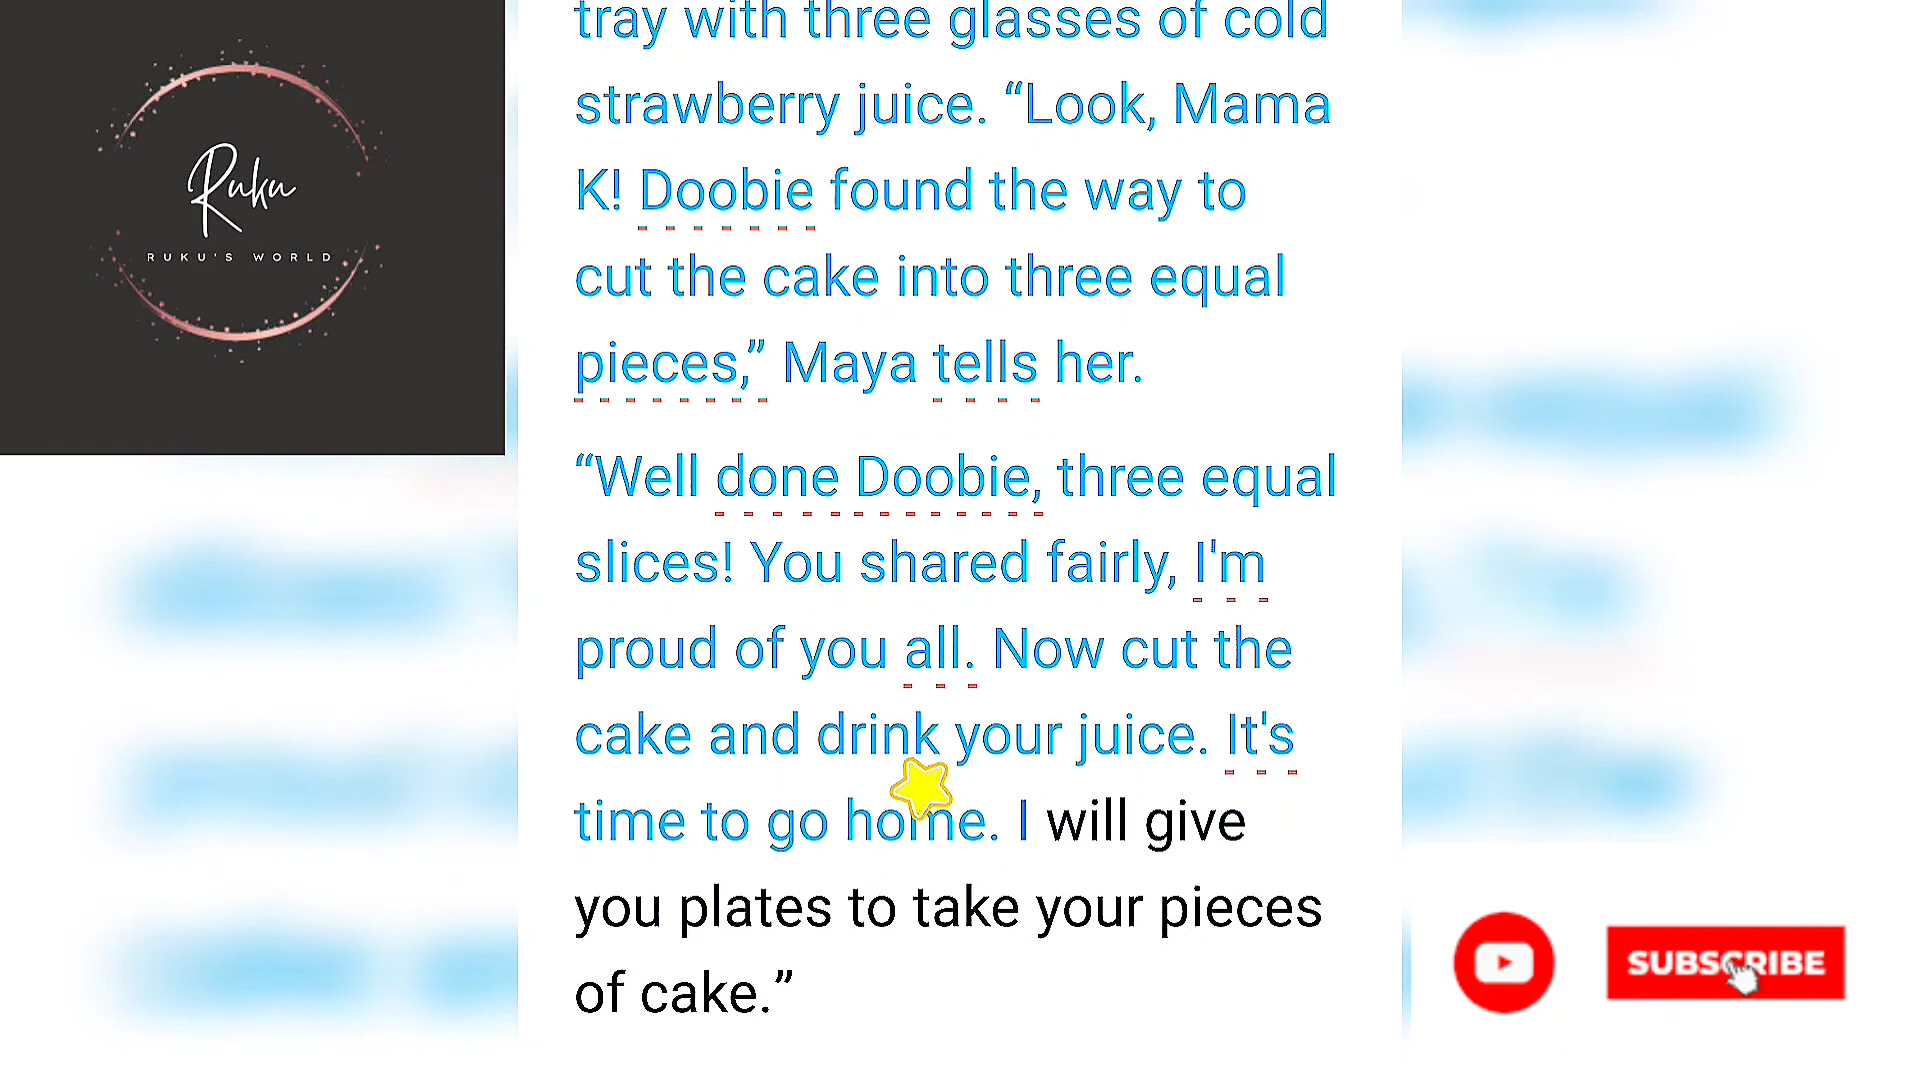 Ruku
RUKU'S WORLD
tray with three glasses of cold
strawberry juice. “Look, Mama
K! Doobie found the way to
cut the cake into three equal
pieces,” Maya tells her.
“Well done Doobie, three equal
slices! You shared fairly, I'm
proud of you all. Now cut the
cake and drink your juice. It's
time to go home. I will give
you plates to take your pieces
of cake.”
SUBSCRIBE